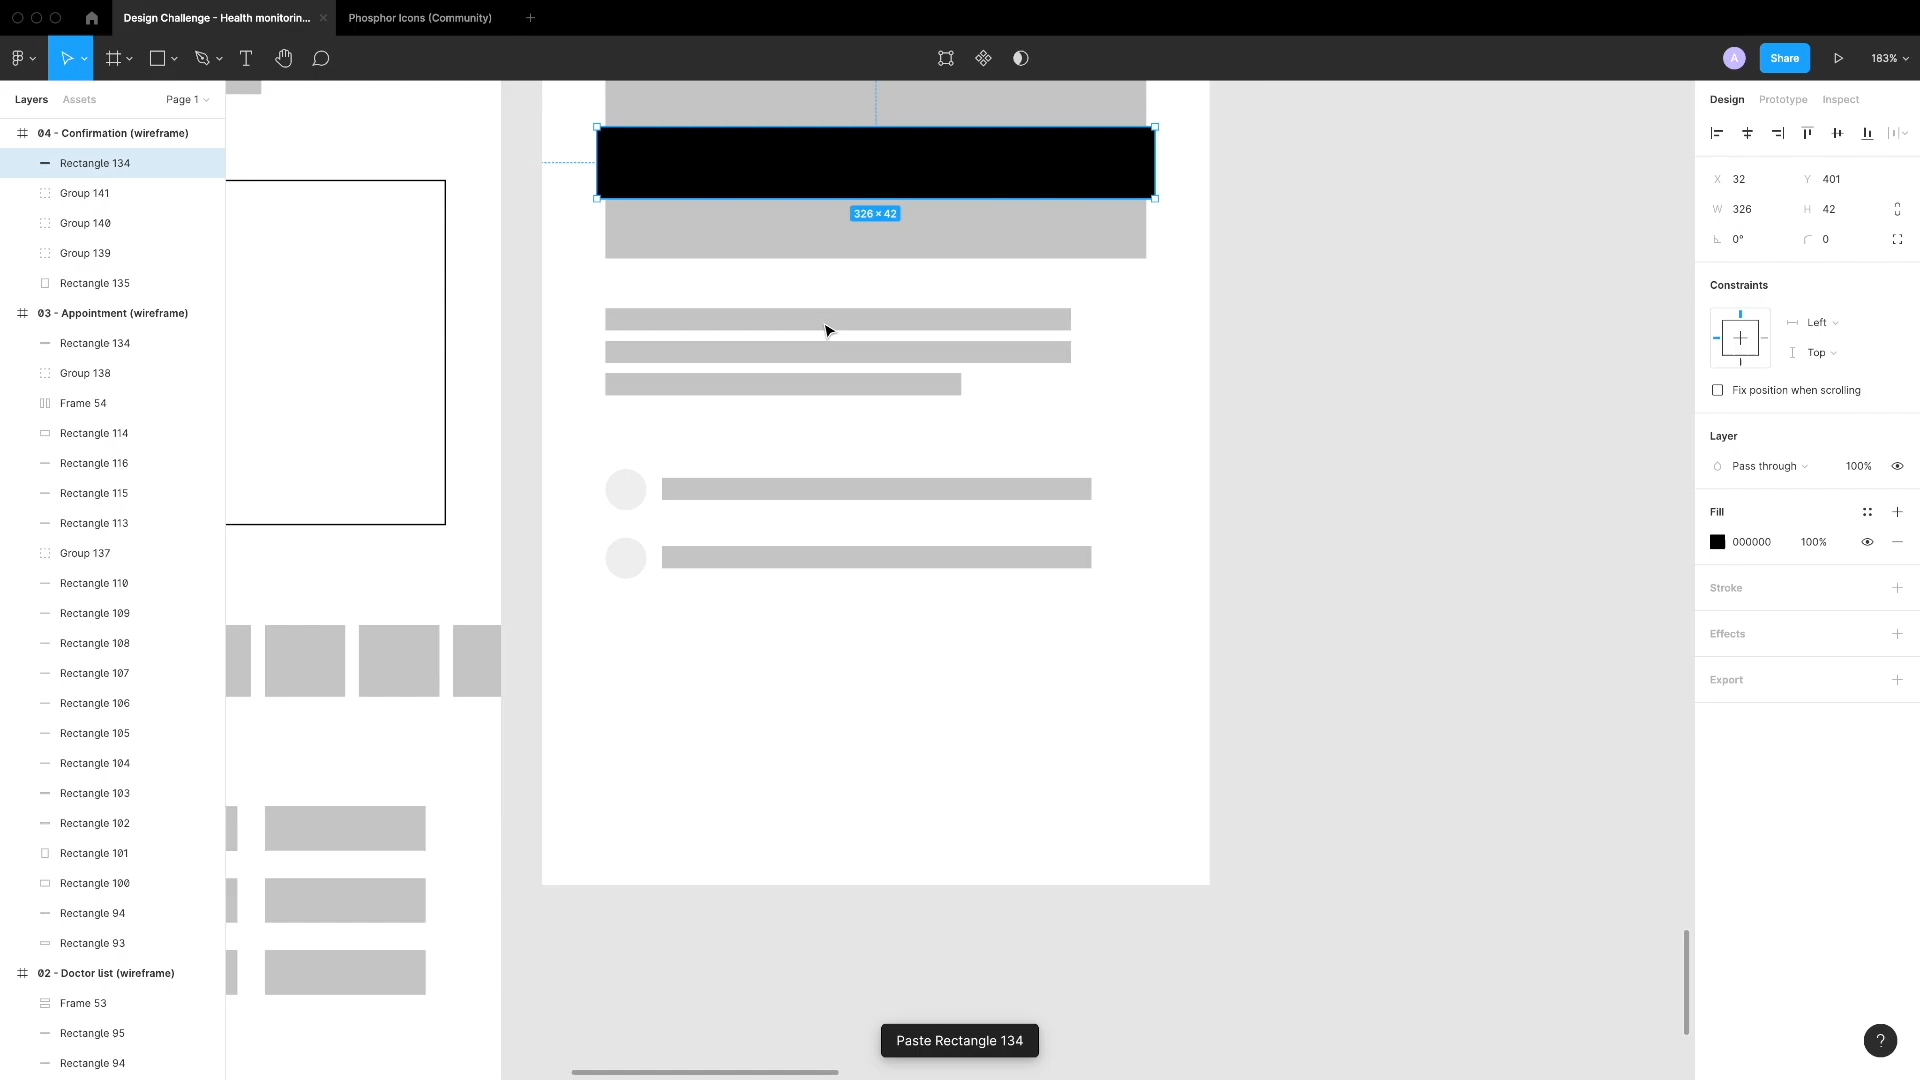 Design Challenge - Health monitorin...
Phosphor Icons (Community)
A
Share
183%
Layers
Assets
Page 1
04 - Confirmation (wireframe)
Rectangle 134
Group 141
Group 140
Group 139
Rectangle 135
03 - Appointment (wireframe)
Rectangle 134
Group 138
Frame 54
Rectangle 114
Rectangle 116
Rectangle 115
Rectangle 113
Group 137
Rectangle 110
Rectangle 109
Rectangle 108
Rectangle 107
Rectangle 106
Rectangle 105
Rectangle 104
Rectangle 103
Rectangle 102
Rectangle 101
Rectangle 100
Rectangle 94
Rectangle 93
02 - Doctor list (wireframe)
Frame 53
Rectangle 95
Rectangle 94
326 × 42
Paste Rectangle 134
Design
Prototype
Inspect
X 32 Y 401
W 326 H 42
0° 0
Constraints
Left
Top
Fix position when scrolling
Layer
Pass through 100%
Fill
000000 100%
Stroke
Effects
Export
?